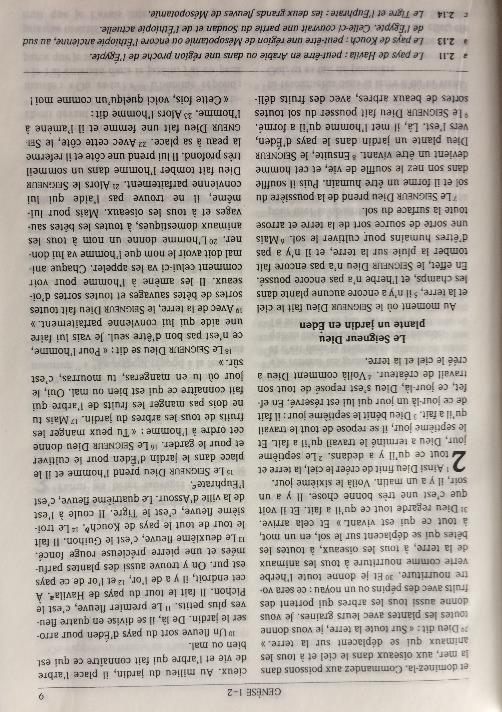 GENÈSE 1–2
9
et dominez-la. Commandez aux poissons dans
la mer, aux oiseaux dans le ciel et à tous les
animaux qui se déplacent sur la terre. »
²⁹ Dieu dit : « Sur toute la terre, je vous donne
toutes les plantes avec leurs graines. Je vous
donne aussi tous les arbres qui portent des
fruits avec des pépins ou un noyau : ce sera vo-
tre nourriture. ³⁰ Et je donne toute l'herbe
verte comme nourriture à tous les animaux
de la terre, à tous les oiseaux, à toutes les
bêtes qui se déplacent sur le sol, en un mot,
à tout ce qui est vivant. » Et cela arrive.
³¹ Dieu regarde tout ce qu'il a fait. Et il voit
que c'est une très bonne chose. Il y a un
soir, il y a un matin. Voilà le sixième jour.
2 ¹ Ainsi Dieu finit de créer le ciel, la terre et
tout ce qu'il y a dedans. ² Le septième
jour, Dieu a terminé le travail qu'il a fait. Et
le septième jour, il se repose de tout le travail
qu'il a fait. ³ Dieu bénit le septième jour : il fait
de ce jour-là un jour qui lui est réservé. En ef-
fet, ce jour-là, Dieu s'est reposé de tout son
travail de créateur. ⁴ Voilà comment Dieu a
créé le ciel et la terre.
Le Seigneur Dieu
plante un jardin en Éden
Au moment où le SEIGNEUR Dieu fait le ciel
et la terre, ⁵ il n'y a encore aucune plante dans
les champs, et l'herbe n'a pas encore poussé.
En effet, le SEIGNEUR Dieu n'a pas encore fait
tomber la pluie sur la terre, et il n'y a pas
d'êtres humains pour cultiver le sol. ⁶ Mais
une sorte de source sort de la terre et arrose
toute la surface du sol.
⁷ Le SEIGNEUR Dieu prend de la poussière du
sol et il forme un être humain. Puis il souffle
dans son nez le souffle de vie, et cet homme
devient un être vivant. ⁸ Ensuite, le SEIGNEUR
Dieu plante un jardin dans le pays d'Éden,
vers l'est. Là, il met l'homme qu'il a formé.
⁹ Le SEIGNEUR Dieu fait pousser du sol toutes
sortes de beaux arbres, avec des fruits déli-
cieux. Au milieu du jardin, il place l'arbre
de vie et l'arbre qui fait connaître ce qui est
bien ou mal.
¹⁰ Un fleuve sort du pays d'Éden pour arro-
ser le jardin. De là, il se divise en quatre fleu-
ves plus petits. ¹¹ Le premier fleuve, c'est le
Pichon. Il fait le tour du pays de Havila ᵃ. À
cet endroit, il y a de l'or, ¹² et l'or de ce pays
est pur. On y trouve aussi des plantes parfu-
mées et une pierre précieuse rouge foncé.
¹³ Le deuxième fleuve, c'est le Guihon. Il fait
le tour de tout le pays de Kouch ᵇ. ¹⁴ Le troi-
sième fleuve, c'est le Tigre. Il coule à l'est
de la ville d'Assour. Le quatrième fleuve, c'est
l'Euphrate ᶜ.
¹⁵ Le SEIGNEUR Dieu prend l'homme et il le
place dans le jardin d'Éden pour le cultiver
et pour le garder. ¹⁶ Le SEIGNEUR Dieu donne
cet ordre à l'homme : « Tu peux manger les
fruits de tous les arbres du jardin. ¹⁷ Mais tu
ne dois pas manger les fruits de l'arbre qui
fait connaître ce qui est bien ou mal. Oui, le
jour où tu en mangeras, tu mourras, c'est
sûr. »
¹⁸ Le SEIGNEUR Dieu se dit : « Pour l'homme,
ce n'est pas bon d'être seul. Je vais lui faire
une aide qui lui convienne parfaitement. »
¹⁹ Avec de la terre, le SEIGNEUR Dieu fait toutes
sortes de bêtes sauvages et toutes sortes d'oi-
seaux. Il les amène à l'homme pour voir
comment celui-ci va les appeler. Chaque ani-
mal doit avoir le nom que l'homme va lui don-
ner. ²⁰ L'homme donne un nom à tous les
animaux domestiques, à toutes les bêtes sau-
vages et à tous les oiseaux. Mais pour lui-
même, il ne trouve pas l'aide qui lui
convienne parfaitement. ²¹ Alors le SEIGNEUR
Dieu fait tomber l'homme dans un sommeil
très profond. Il lui prend une côte et il referme
la peau à sa place. ²² Avec cette côte, le SEI-
GNEUR Dieu fait une femme et il l'amène à
l'homme. ²³ Alors l'homme dit :
« Cette fois, voici quelqu'un comme moi !
a 2.11 Le pays de Havila : peut-être en Arabie ou dans une région proche de l'Égypte.
b 2.13 Le pays de Kouch : peut-être une région de Mésopotamie ou encore l'Éthiopie ancienne, au sud
de l'Égypte. Celle-ci couvrait une partie du Soudan et de l'Éthiopie actuelle.
c 2.14 Le Tigre et l'Euphrate : les deux grands fleuves de Mésopotamie.